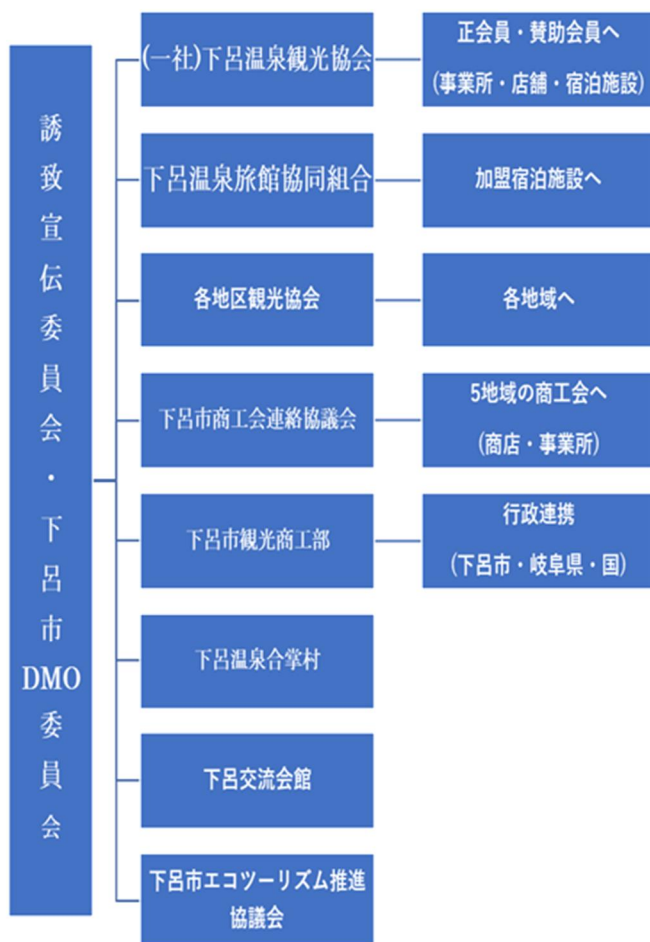 誘致宣伝委員会・下呂市DMO委員会
(一社)下呂温泉観光協会
正会員・賛助会員へ
(事業所・店舗・宿泊施設)
下呂温泉旅館協同組合
加盟宿泊施設へ
各地区観光協会
各地域へ
下呂市商工会連絡協議会
5地域の商工会へ
(商店・事業所)
下呂市観光商工部
行政連携
(下呂市・岐阜県・国)
下呂温泉合掌村
下呂交流会館
下呂市エコツーリズム推進
協議会